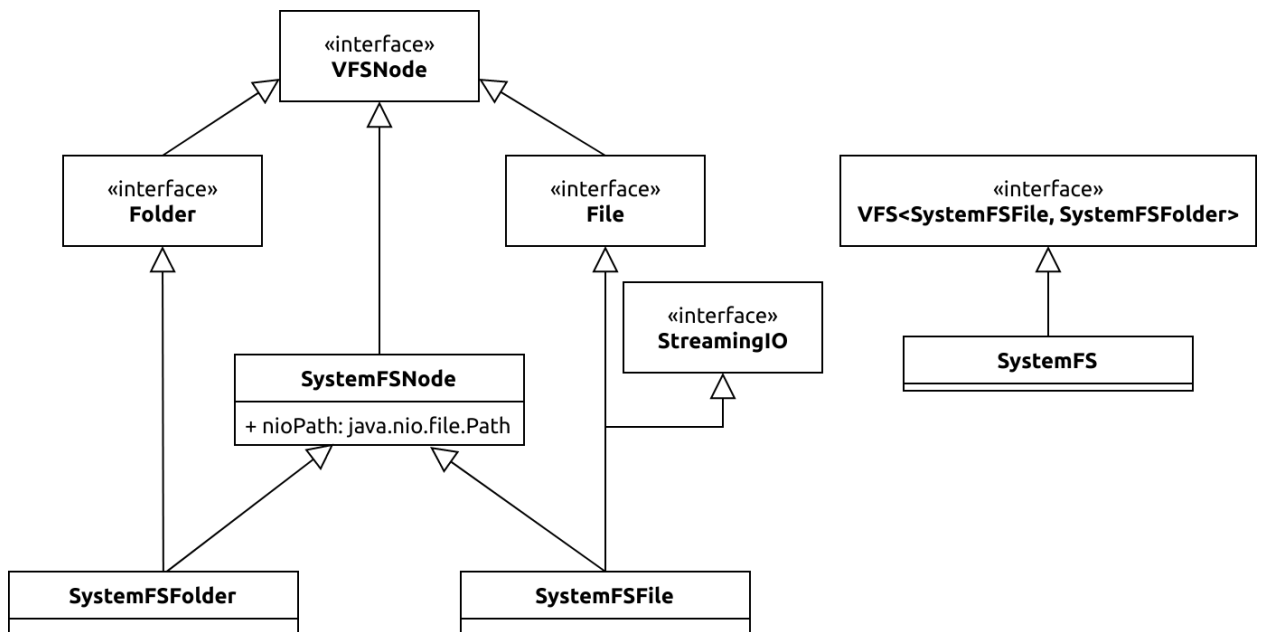 «interface»
VFSNode
«interface»
Folder
«interface»
File
«interface»
VFS<SystemFSFile, SystemFSFolder>
«interface»
StreamingIO
SystemFS
SystemFSNode
+ nioPath: java.nio.file.Path
SystemFSFolder
SystemFSFile